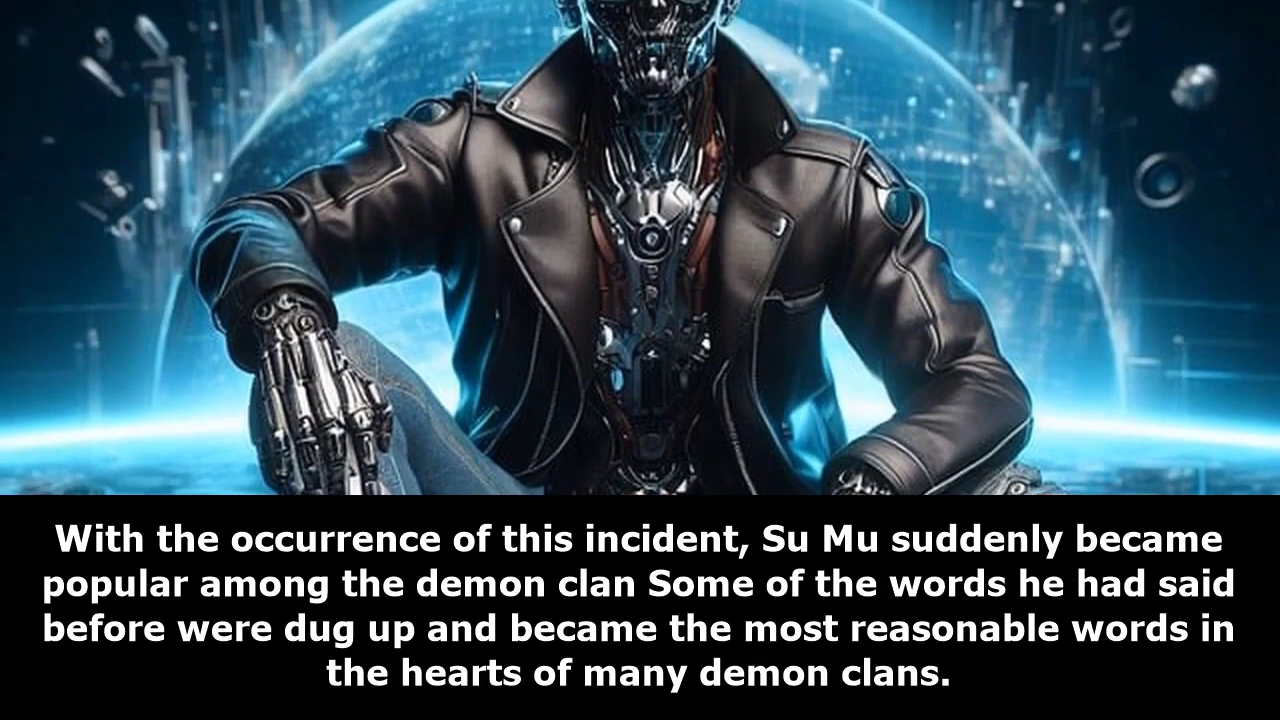 With the occurrence of this incident, Su Mu suddenly became
popular among the demon clan Some of the words he had said
before were dug up and became the most reasonable words in
the hearts of many demon clans.